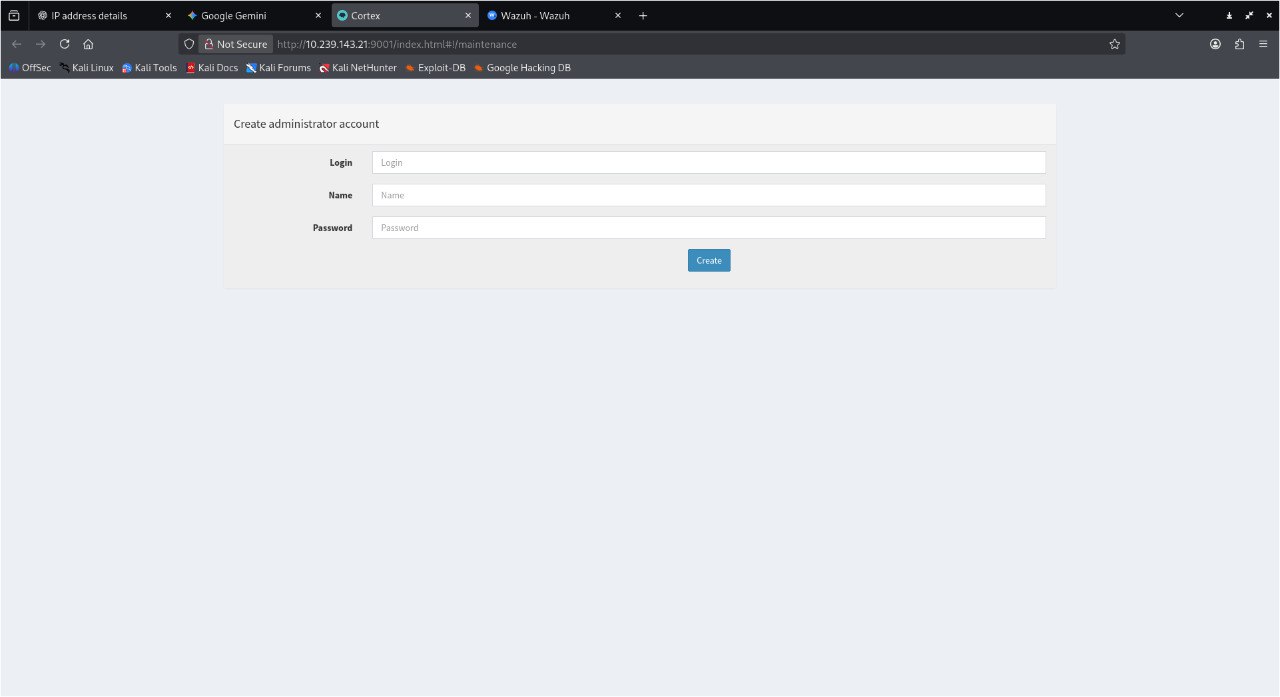 IP address details
Google Gemini
Cortex
Wazuh - Wazuh
Not Secure http://10.239.143.21:9001/index.html#!/maintenance
OffSec Kali Linux Kali Tools Kali Docs Kali Forums Kali NetHunter Exploit-DB Google Hacking DB
Create administrator account
Login Login
Name Name
Password Password
Create